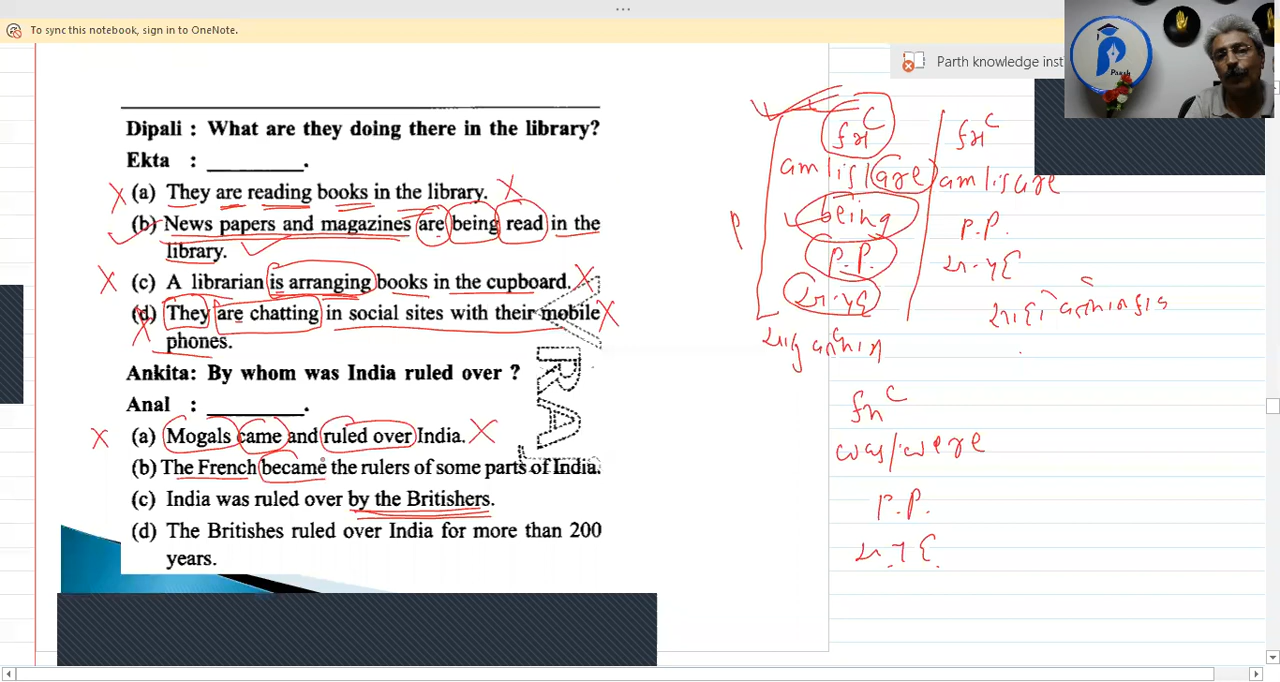 To sync this notebook, sign in to OneNote.
Parth knowledge inst
Parth
Dipali : What are they doing there in the library?
Ekta : ________.
(a) They are reading books in the library.
(b) News papers and magazines are being read in the
library.
(c) A librarian is arranging books in the cupboard.
(d) They are chatting in social sites with their mobile
phones.
Ankita: By whom was India ruled over ?
Anal : ________.
(a) Mogals came and ruled over India.
(b) The French became the rulers of some parts of India.
(c) India was ruled over by the Britishers.
(d) The Britishes ruled over India for more than 200
years.
am | is | are
being
P.P.
am | is are
P.P.
P
was/were
P.P.